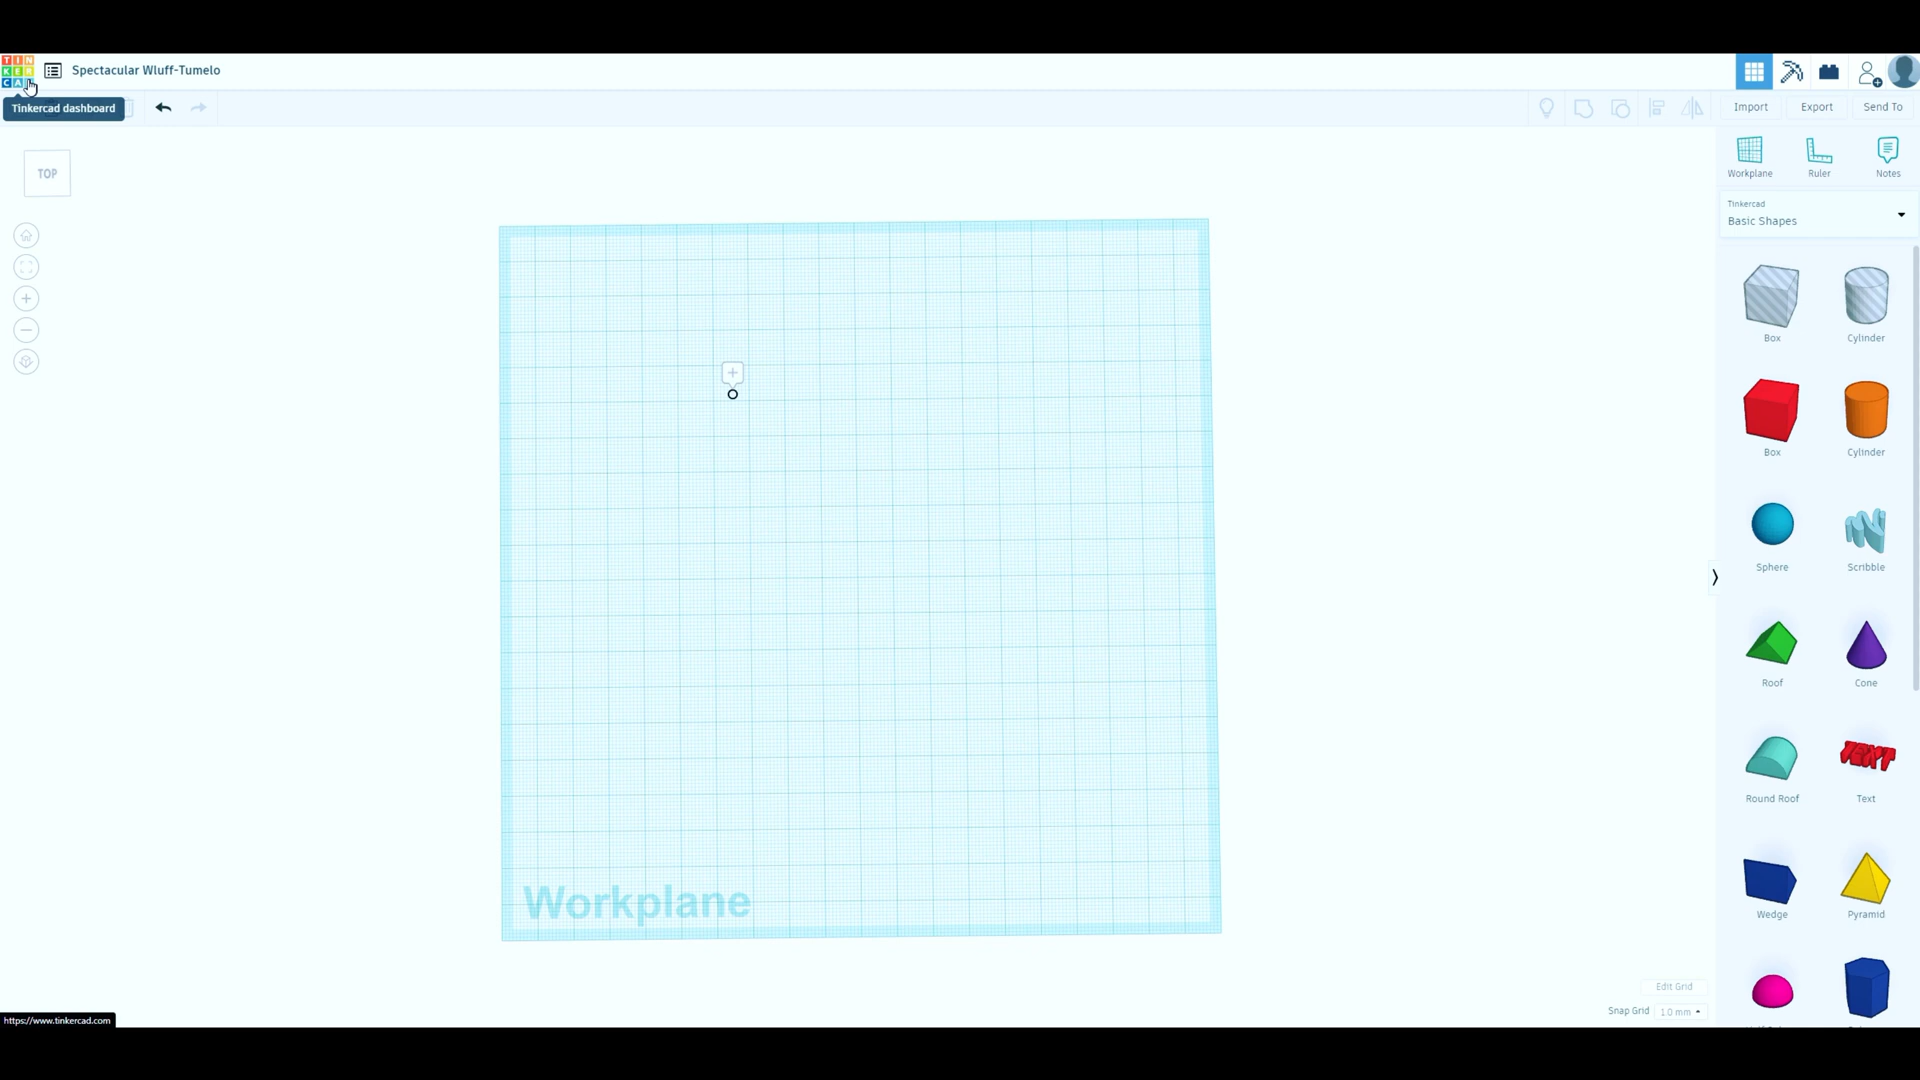 TIN
KER
CA
Spectacular Wluff-Tumelo
Tinkercad dashboard
Import
Export
Send To
TOP
Workplane
Ruler
Notes
Tinkercad
Basic Shapes
Box
Cylinder
Box
Cylinder
Sphere
Scribble
Roof
Cone
TEXT
Round Roof
Text
Workplane
Wedge
Pyramid
Edit Grid
Snap Grid
1.0 mm
https://www.tinkercad.com